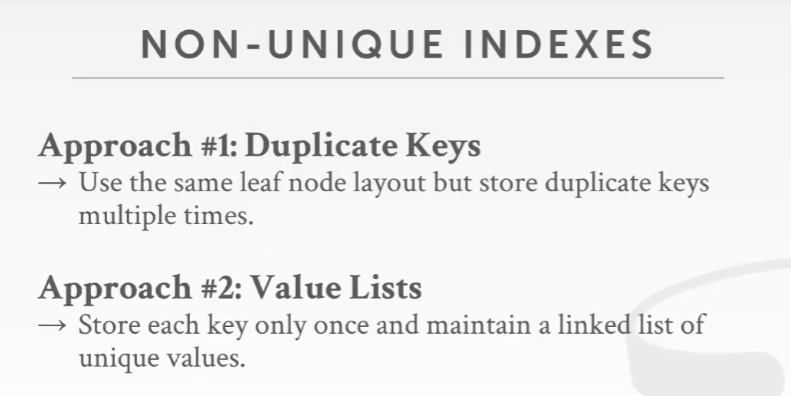 NON-UNIQUE INDEXES
Approach #1: Duplicate Keys
→ Use the same leaf node layout but store duplicate keys
multiple times.
Approach #2: Value Lists
→ Store each key only once and maintain a linked list of
unique values.